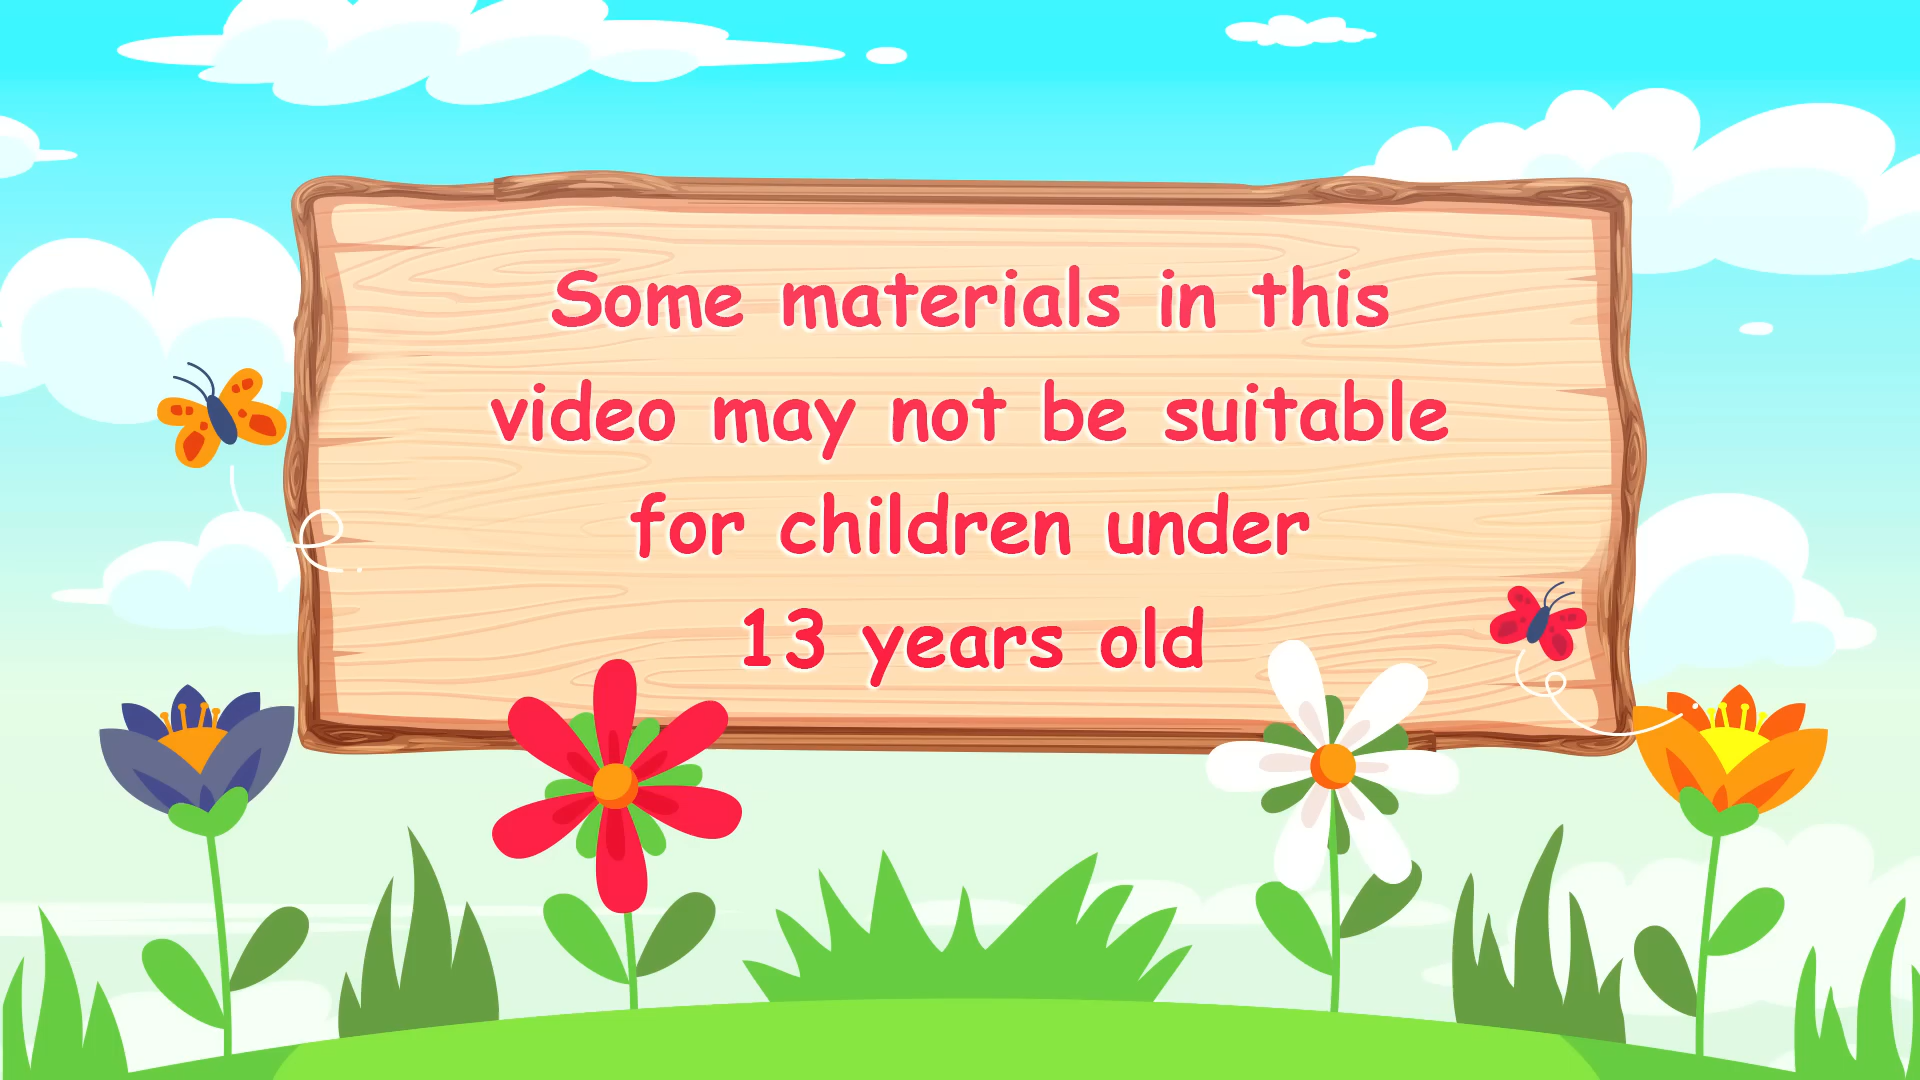 Some materials in this
video may not be suitable
for children under
13 years old